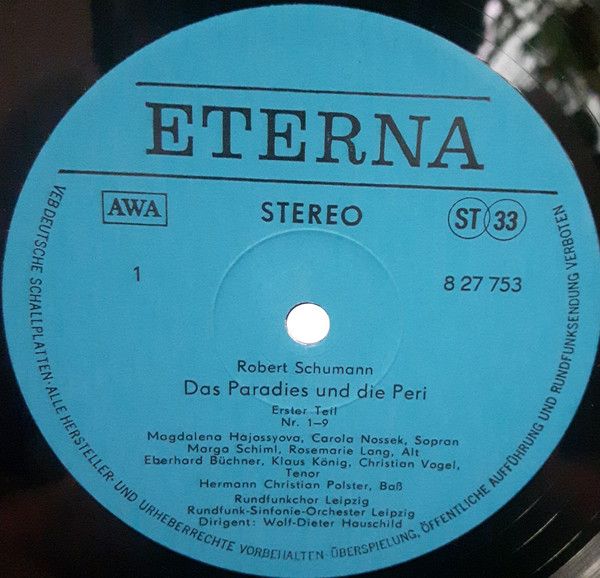 ETERNA
AWA
STEREO
ST 33
1
8 27 753
Robert Schumann
Das Paradies und die Peri
Erster Teil
Nr. 1–9
Magdalena Hajossyova, Carola Nossek, Sopran
Marga Schiml, Rosemarie Lang, Alt
Eberhard Büchner, Klaus König, Christian Vogel,
Tenor
Hermann Christian Polster, Baß
Rundfunkchor Leipzig
Rundfunk-Sinfonie-Orchester Leipzig
Dirigent: Wolf-Dieter Hauschild
VEB DEUTSCHE SCHALLPLATTEN · ALLE HERSTELLER- UND URHEBERRECHTE VORBEHALTEN · ÜBERSPIELUNG, ÖFFENTLICHE AUFFÜHRUNG UND RUNDFUNKSENDUNG VERBOTEN